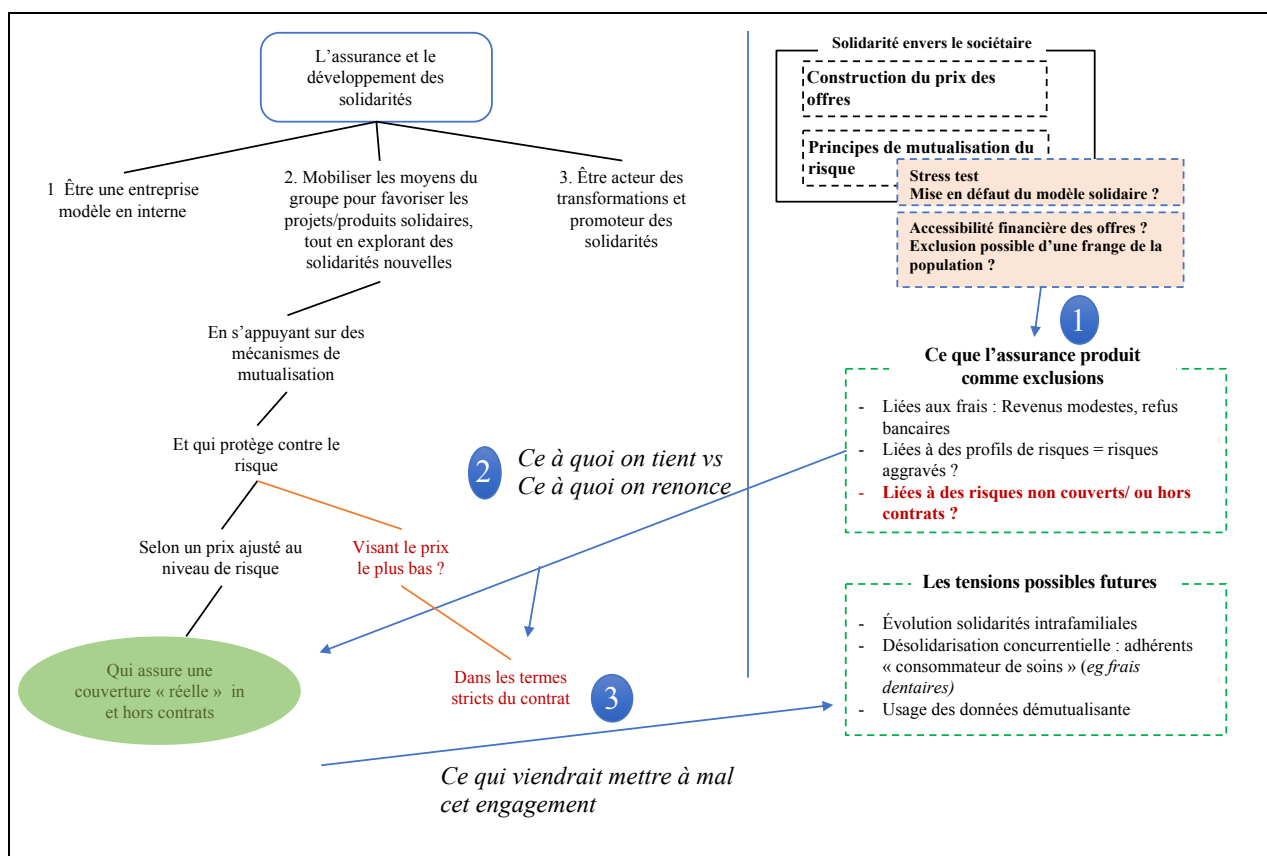 L’assurance et le
développement des
solidarités
1 Être une entreprise
modèle en interne
2. Mobiliser les moyens du
groupe pour favoriser les
projets/produits solidaires,
tout en explorant des
solidarités nouvelles
3. Être acteur des
transformations et
promoteur des
solidarités
En s’appuyant sur des
mécanismes de
mutualisation
Et qui protège contre le
risque
Selon un prix ajusté au
niveau de risque
Visant le prix
le plus bas ?
Qui assure une
couverture « réelle » in
et hors contrats
Dans les termes
stricts du contrat
2
Ce à quoi on tient vs
Ce à quoi on renonce
3
Ce qui viendrait mettre à mal
cet engagement
Solidarité envers le sociétaire
Construction du prix des
offres
Principes de mutualisation du
risque
Stress test
Mise en défaut du modèle solidaire ?
Accessibilité financière des offres ?
Exclusion possible d’une frange de la
population ?
1
Ce que l’assurance produit
comme exclusions
- Liées aux frais : Revenus modestes, refus
bancaires
- Liées à des profils de risques = risques
aggravés ?
- Liées à des risques non couverts/ ou hors
contrats ?
Les tensions possibles futures
- Évolution solidarités intrafamiliales
- Désolidarisation concurrentielle : adhérents
« consommateur de soins » (eg frais
dentaires)
- Usage des données démutualisante